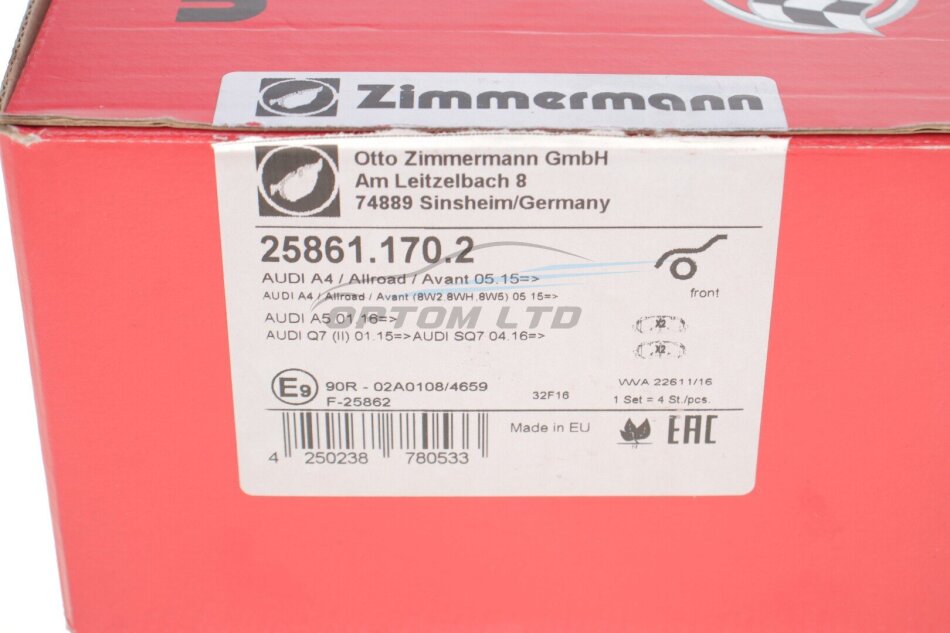 Zimmermann
Otto Zimmermann GmbH
Am Leitzelbach 8
74889 Sinsheim/Germany
25861.170.2
AUDI A4 / Allroad / Avant 05.15=>
AUDI A4 / Allroad / Avant (8W2.8WH.8W5) 05 15=>
AUDI A5 01.16=>
AUDI Q7 (II) 01.15=>AUDI SQ7 04.16=>
front
X2
X2
OPTOM LTD
E9 90R - 02A0108/4659
F-25862
32F16
WVA 22611/16
1 Set = 4 St./pcs.
Made in EU
EAC
4 250238 780533